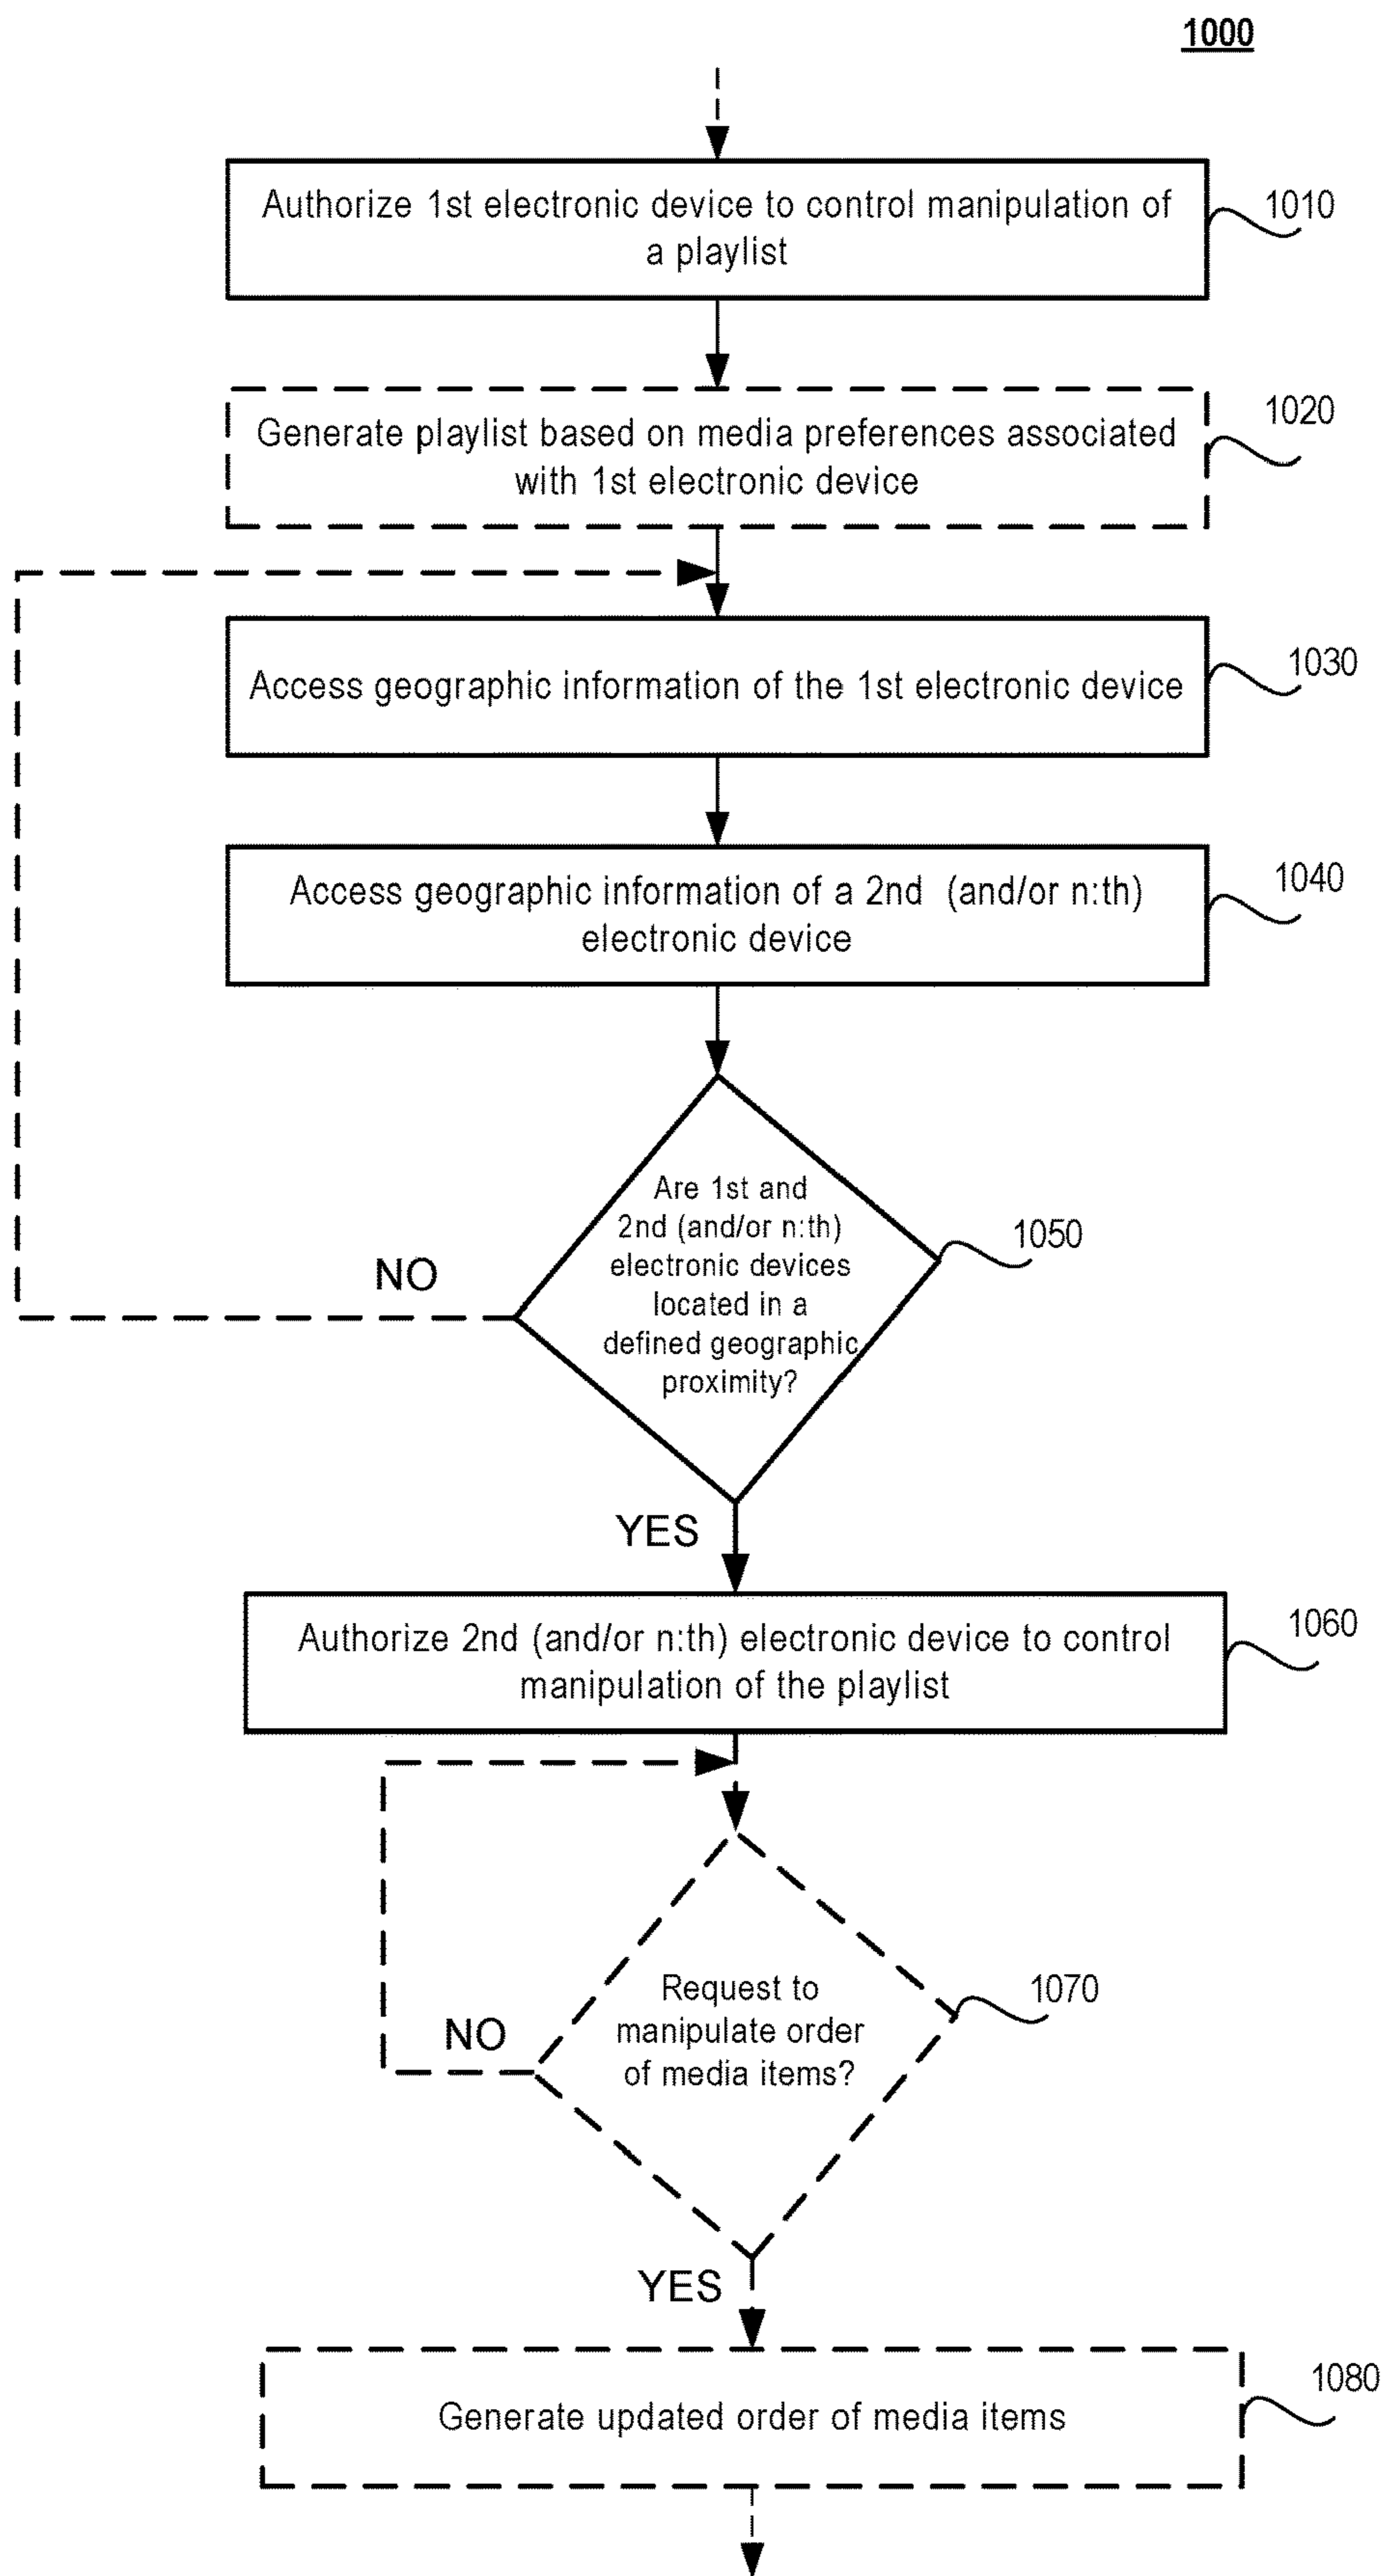 1000
Authorize 1st electronic device to control manipulation of
a playlist
1010
Generate playlist based on media preferences associated
with 1st electronic device
1020
Access geographic information of the 1st electronic device
1030
Access geographic information of a 2nd (and/or n:th)
electronic device
1040
Are 1st and
2nd (and/or n:th)
electronic devices
located in a
defined geographic
proximity?
1050
NO
YES
Authorize 2nd (and/or n:th) electronic device to control
manipulation of the playlist
1060
Request to
manipulate order
of media items?
1070
NO
YES
Generate updated order of media items
1080